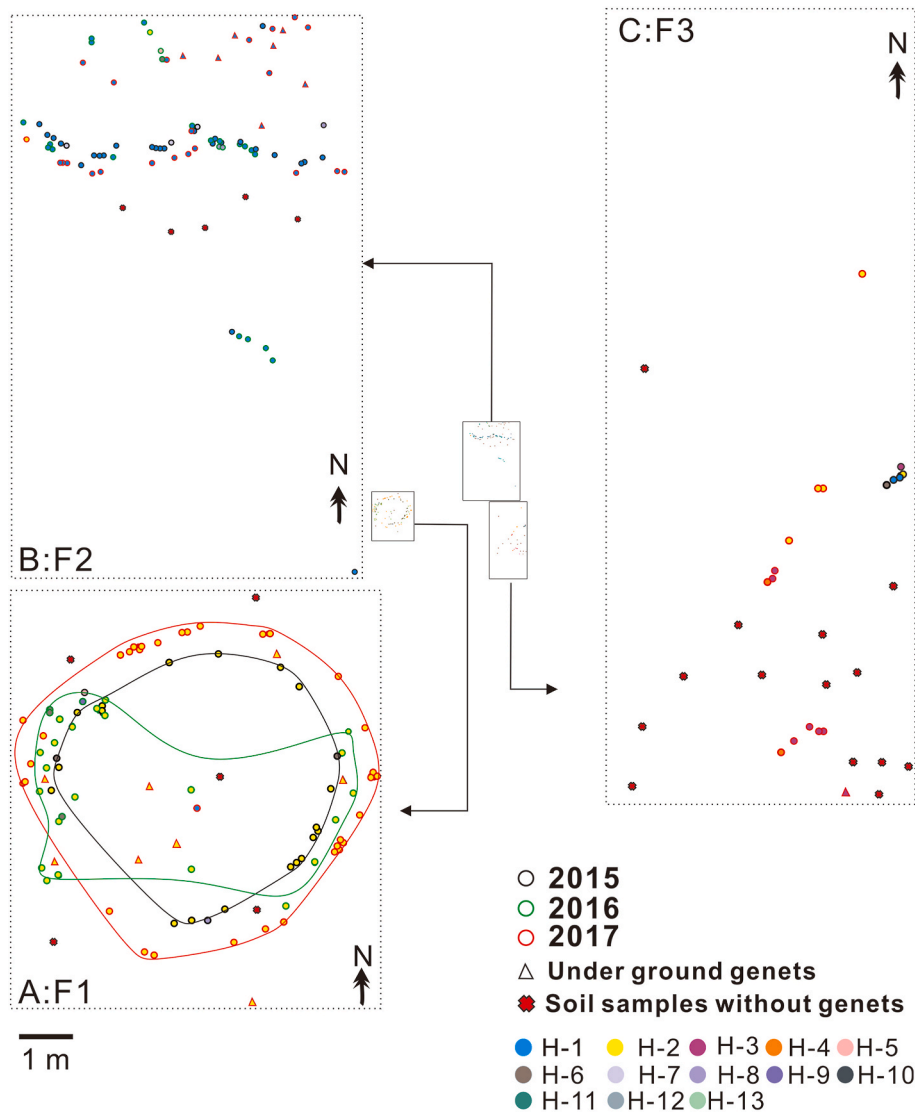 C:F3
N
N
B:F2
N
A:F1
1 m
2015
2016
2017
Under ground genets
Soil samples without genets
H-1 H-2 H-3 H-4 H-5
H-6 H-7 H-8 H-9 H-10
H-11 H-12 H-13